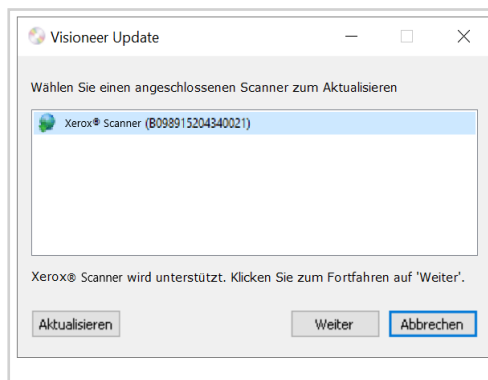 Visioneer Update
Wählen Sie einen angeschlossenen Scanner zum Aktualisieren
Xerox® Scanner (B098915204340021)
Xerox® Scanner wird unterstützt. Klicken Sie zum Fortfahren auf 'Weiter'.
Aktualisieren Weiter Abbrechen